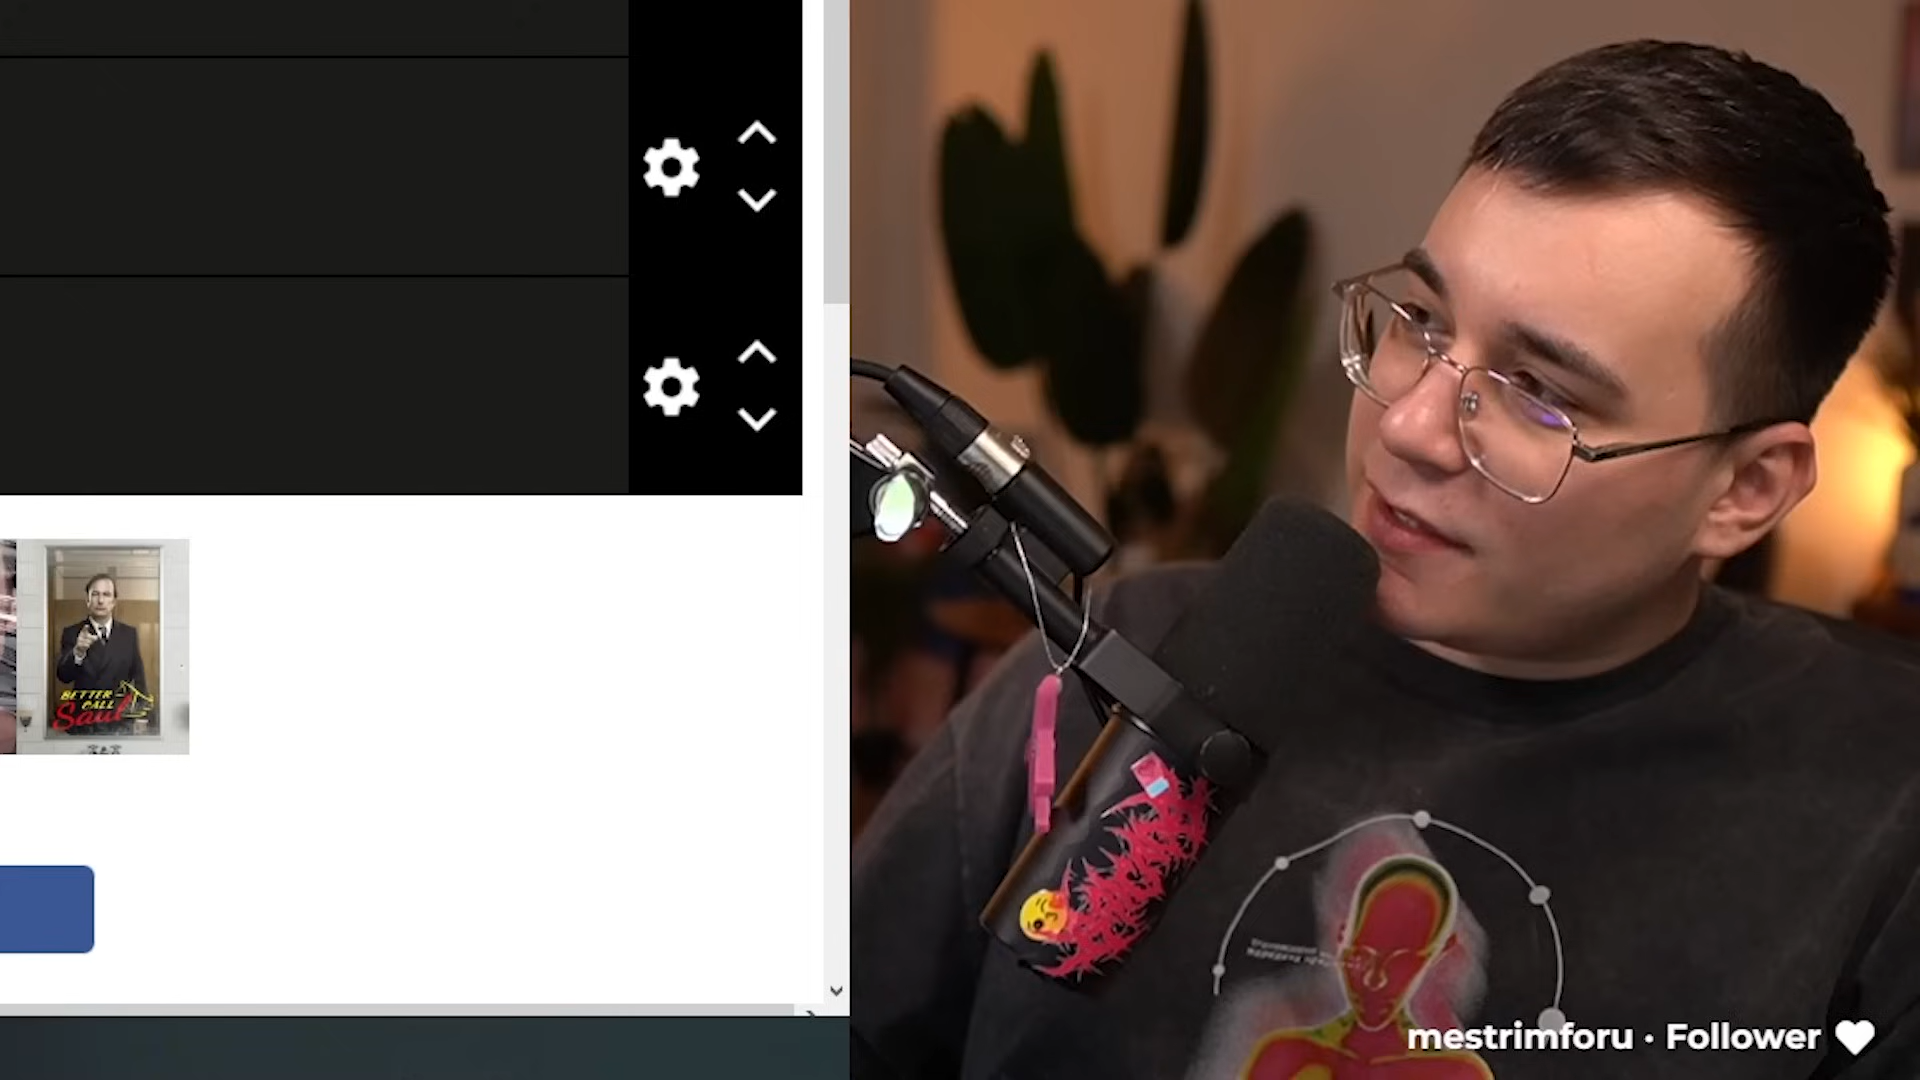 BETTER
CALL
Saul
mestrimforu • Follower